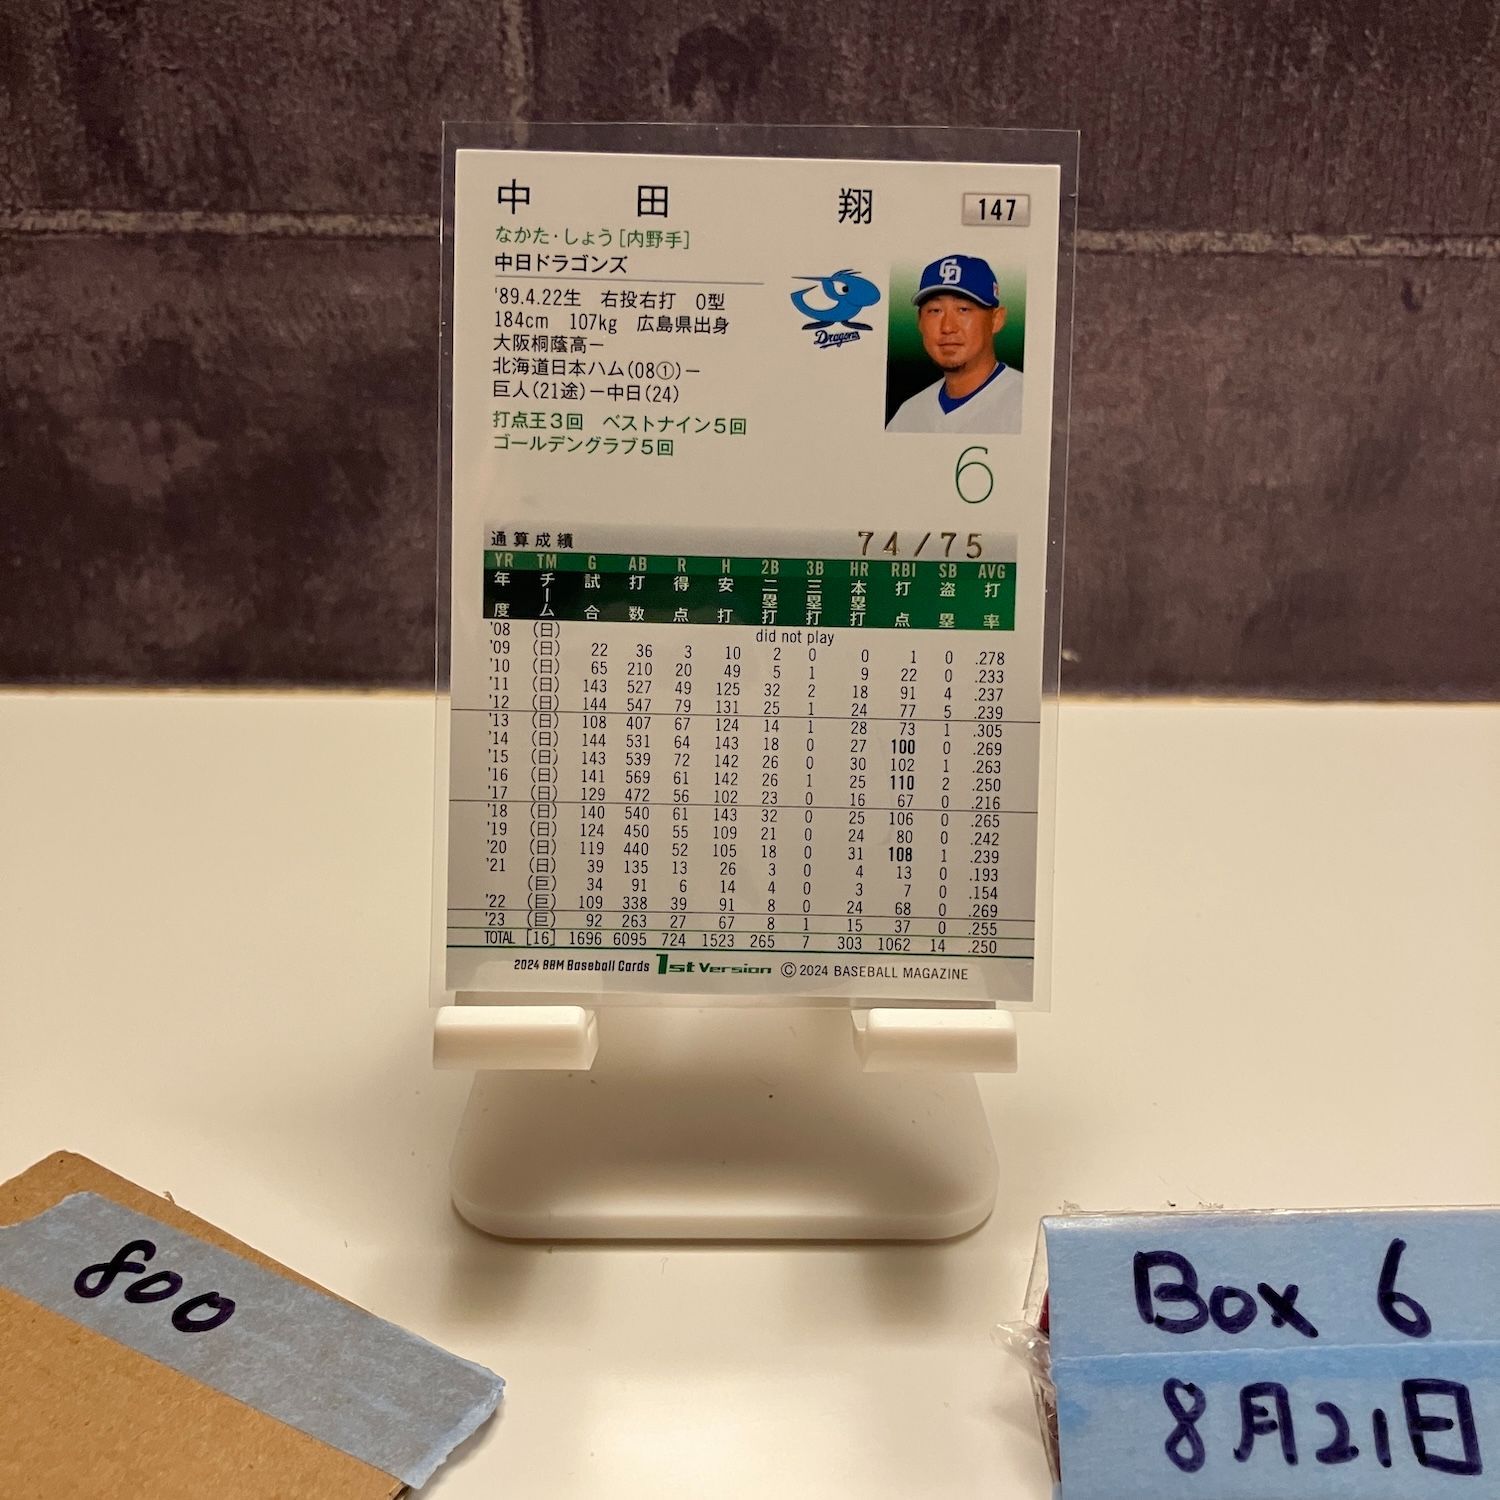 中田翔 147
なかた・しょう[内野手]
中日ドラゴンズ
'89.4.22生 右投右打 O型
184cm 107kg 広島県出身
大阪桐蔭高ー
北海道日本ハム(08①)ー
巨人(21途)ー中日(24)
打点王3回 ベストナイン5回
ゴールデングラブ5回
Dragons
CD
6
通算成績 74/75
YR TM G AB R H 2B 3B HR RBI SB AVG
年度 チーム 試合 打数 得点 安打 二塁打 三塁打 本塁打 打点 盗塁 打率
'08 (日) did not play
'09 (日) 22 36 3 10 2 0 0 1 0 .278
'10 (日) 65 210 20 49 5 1 9 22 0 .233
'11 (日) 143 527 49 125 32 2 18 91 4 .237
'12 (日) 144 547 79 131 25 1 24 77 5 .239
'13 (日) 108 407 67 124 14 1 28 73 1 .305
'14 (日) 144 531 64 143 18 0 27 100 0 .269
'15 (日) 143 539 72 142 26 0 30 102 1 .263
'16 (日) 141 569 61 142 26 1 25 110 2 .250
'17 (日) 129 472 56 102 23 0 16 67 0 .216
'18 (日) 140 540 61 143 32 0 25 106 0 .265
'19 (日) 124 450 55 109 21 0 24 80 0 .242
'20 (日) 119 440 52 105 18 0 31 108 1 .239
'21 (日) 39 135 13 26 3 0 4 13 0 .193
(巨) 34 91 6 14 4 0 3 7 0 .154
'22 (巨) 109 338 39 91 8 0 24 68 0 .269
'23 (巨) 92 263 27 67 8 1 15 37 0 .255
TOTAL [16] 1696 6095 724 1523 265 7 303 1062 14 .250
2024 BBM Baseball Cards 1st Version ©2024 BASEBALL MAGAZINE
800
Box 6
8月21日